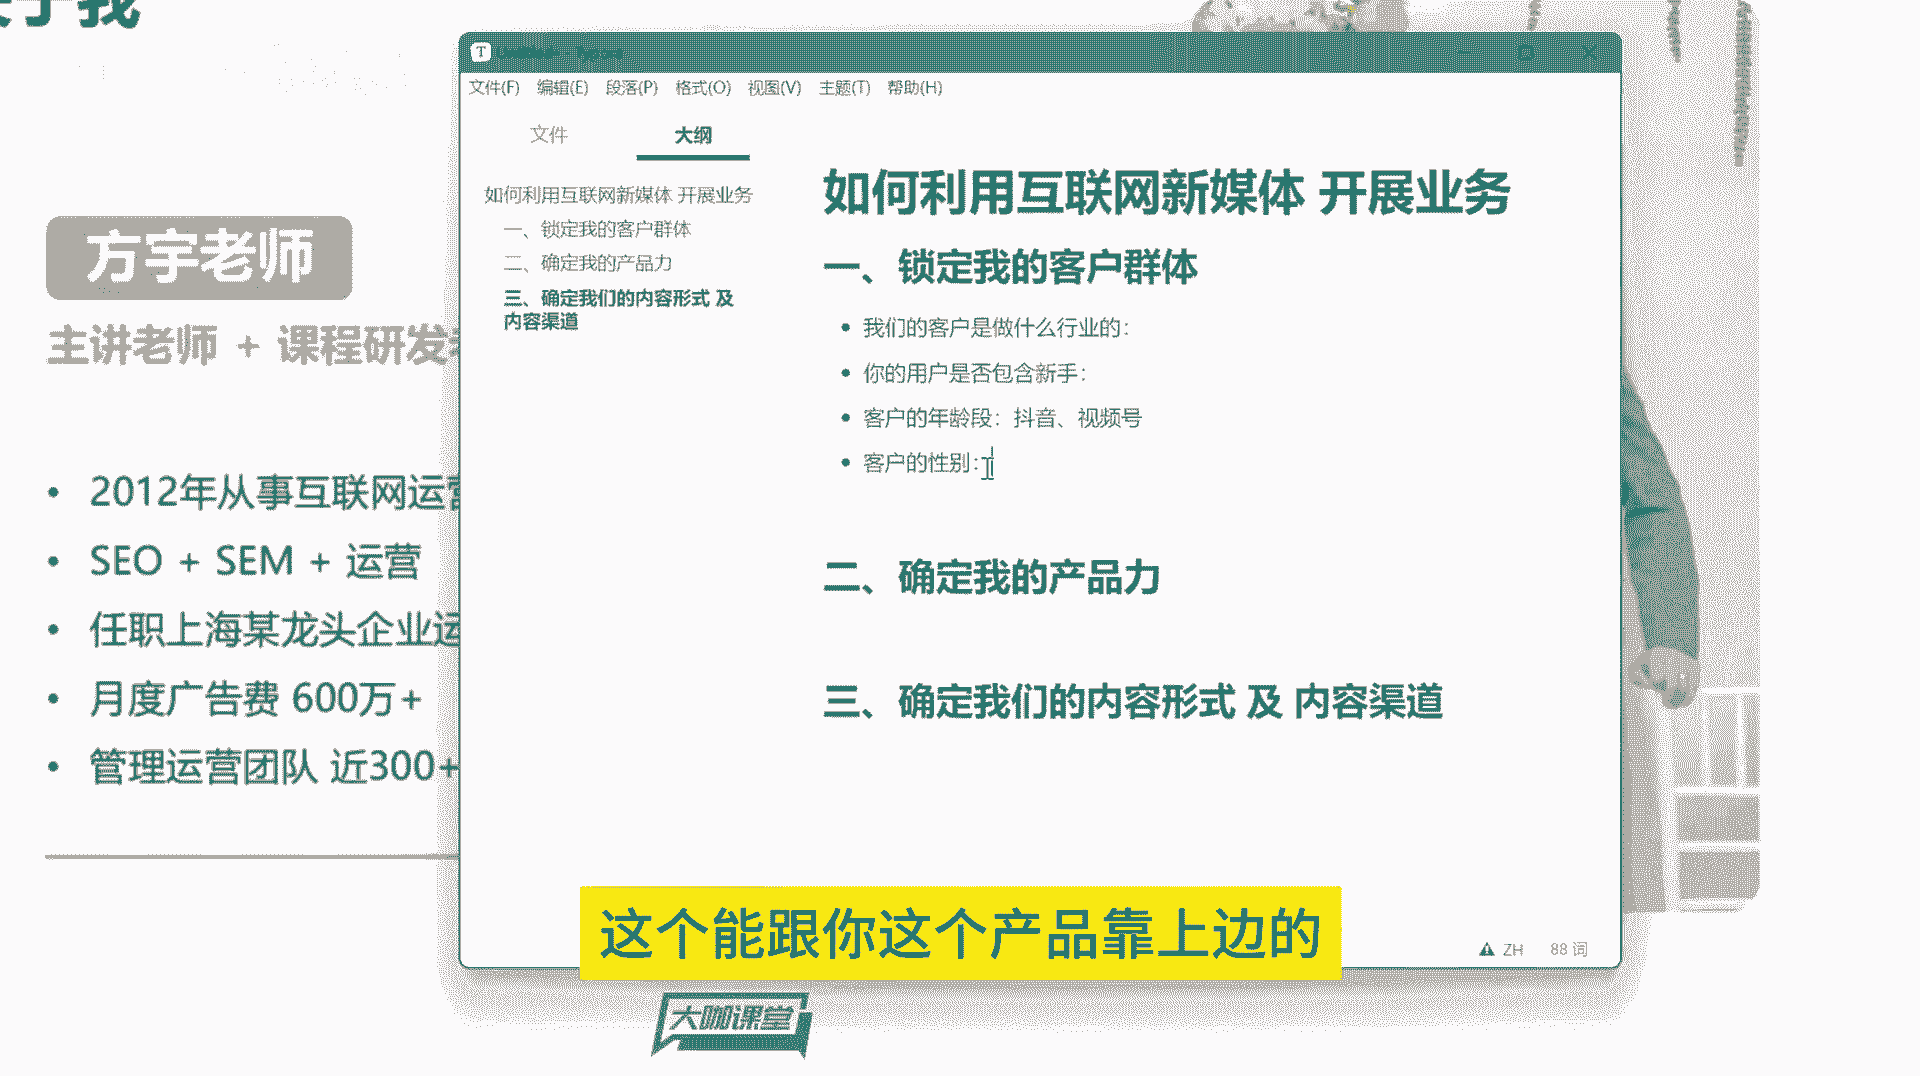 方宇老师
主讲老师 + 课程研发
2012年从事互联网运营
SEO + SEM + 运营
任职上海某龙头企业运
月度广告费 600万+
管理运营团队 近300+
文件(F) 编辑(E) 段落(P) 格式(O) 视图(V) 主题(T) 帮助(H)
文件 大纲
如何利用互联网新媒体 开展业务
一、锁定我的客户群体
二、确定我的产品力
三、确定我们的内容形式 及
内容渠道
如何利用互联网新媒体 开展业务
一、锁定我的客户群体
我们的客户是做什么行业的：
你的用户是否包含新手：
客户的年龄段：抖音、视频号
客户的性别：
二、确定我的产品力
三、确定我们的内容形式 及 内容渠道
ZH 88 词
这个能跟你这个产品靠上边的
大咖课堂